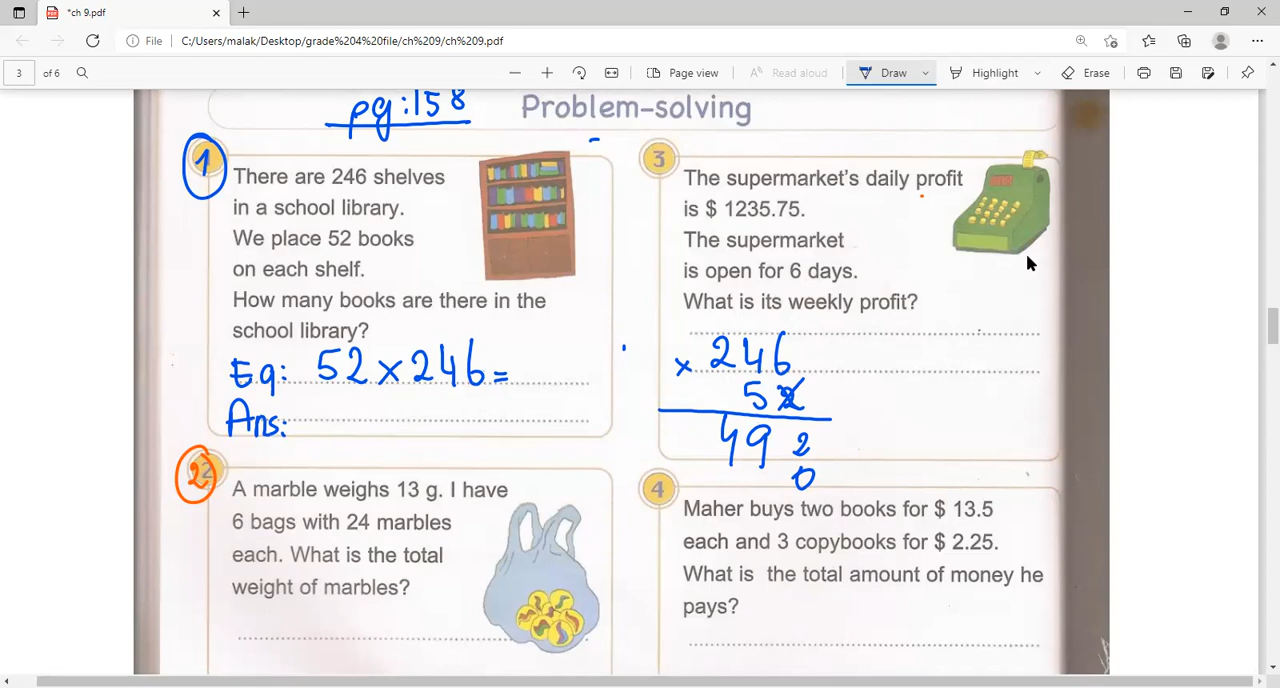 *ch 9.pdf
File C:/Users/malak/Desktop/grade%204%20file/ch%209/ch%209.pdf
3 of 6 Page view Read aloud Draw Highlight Erase
pg:158
Problem-solving
1
There are 246 shelves
in a school library.
We place 52 books
on each shelf.
How many books are there in the
school library?
Eq: 52 × 246 =
Ans:
3
The supermarket's daily profit
is $ 1235.75.
The supermarket
is open for 6 days.
What is its weekly profit?
× 246
52
492
0
2
A marble weighs 13 g. I have
6 bags with 24 marbles
each. What is the total
weight of marbles?
4
Maher buys two books for $ 13.5
each and 3 copybooks for $ 2.25.
What is the total amount of money he
pays?